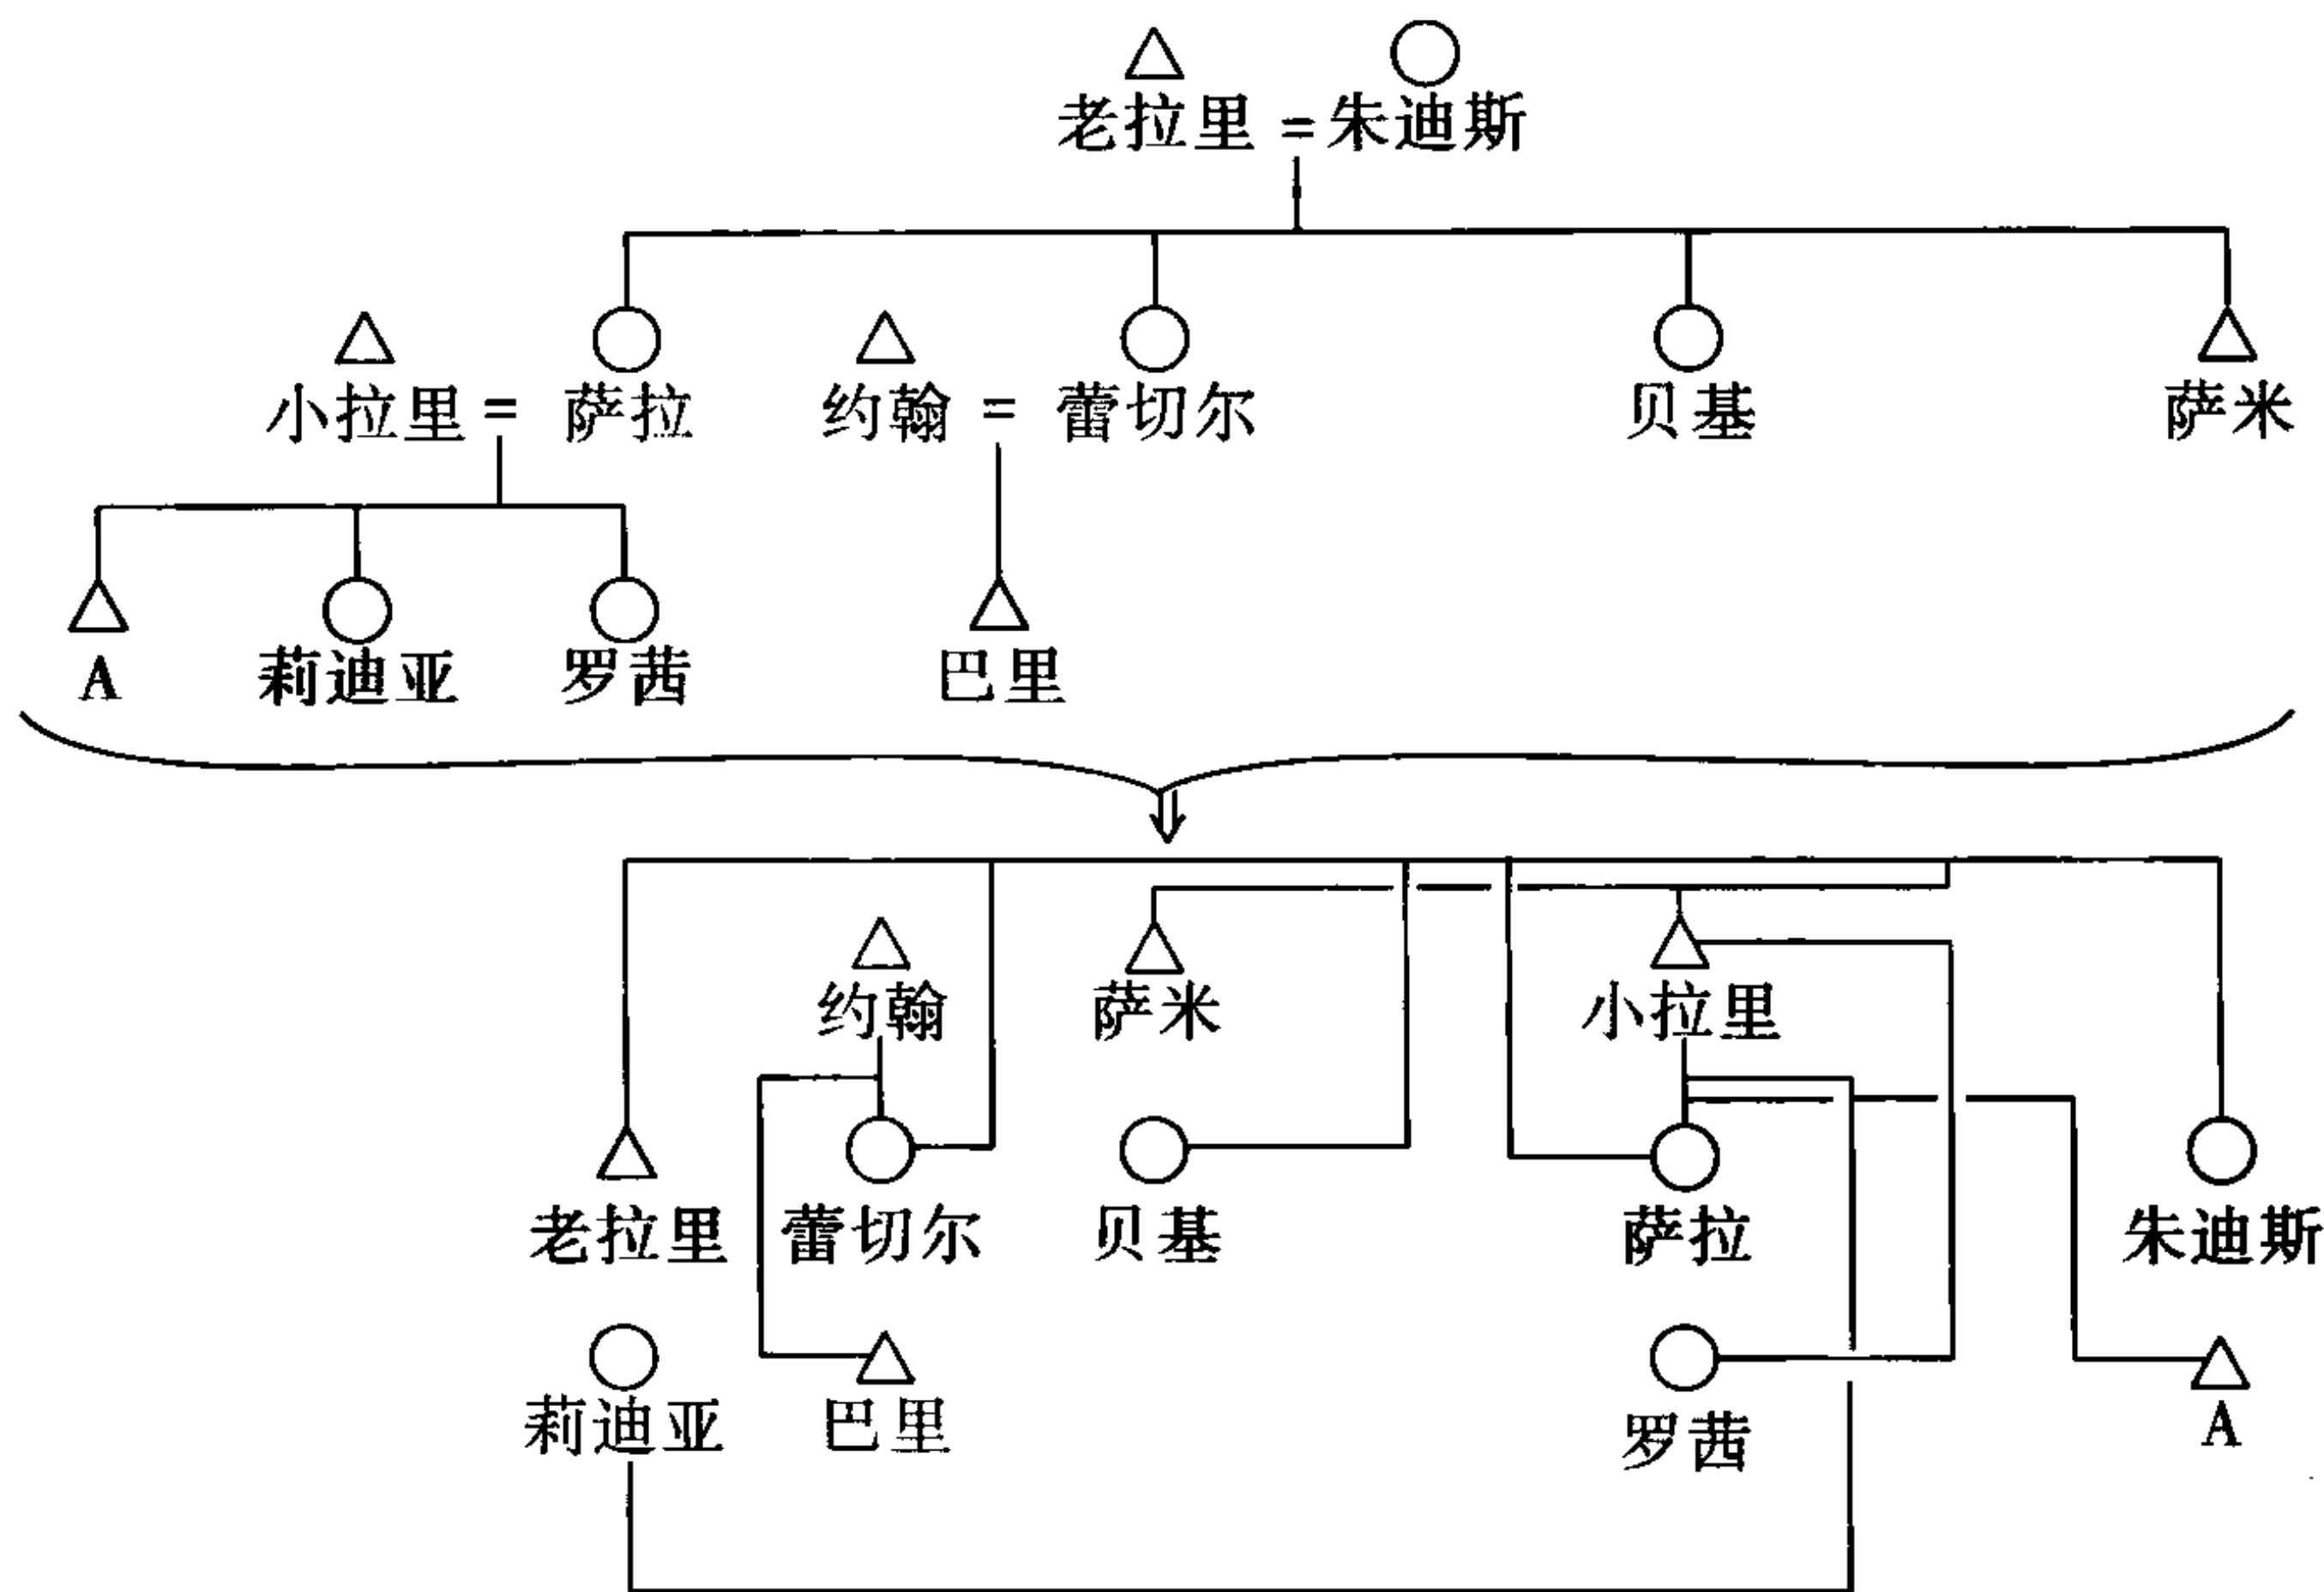 老拉里 = 朱迪斯
小拉里 = 萨拉 约翰 = 蕾切尔 贝基 萨米
A 莉迪亚 罗茜 巴里
约翰 萨米 小拉里
老拉里 蕾切尔 贝基 萨拉 朱迪斯
莉迪亚 巴里 罗茜 A